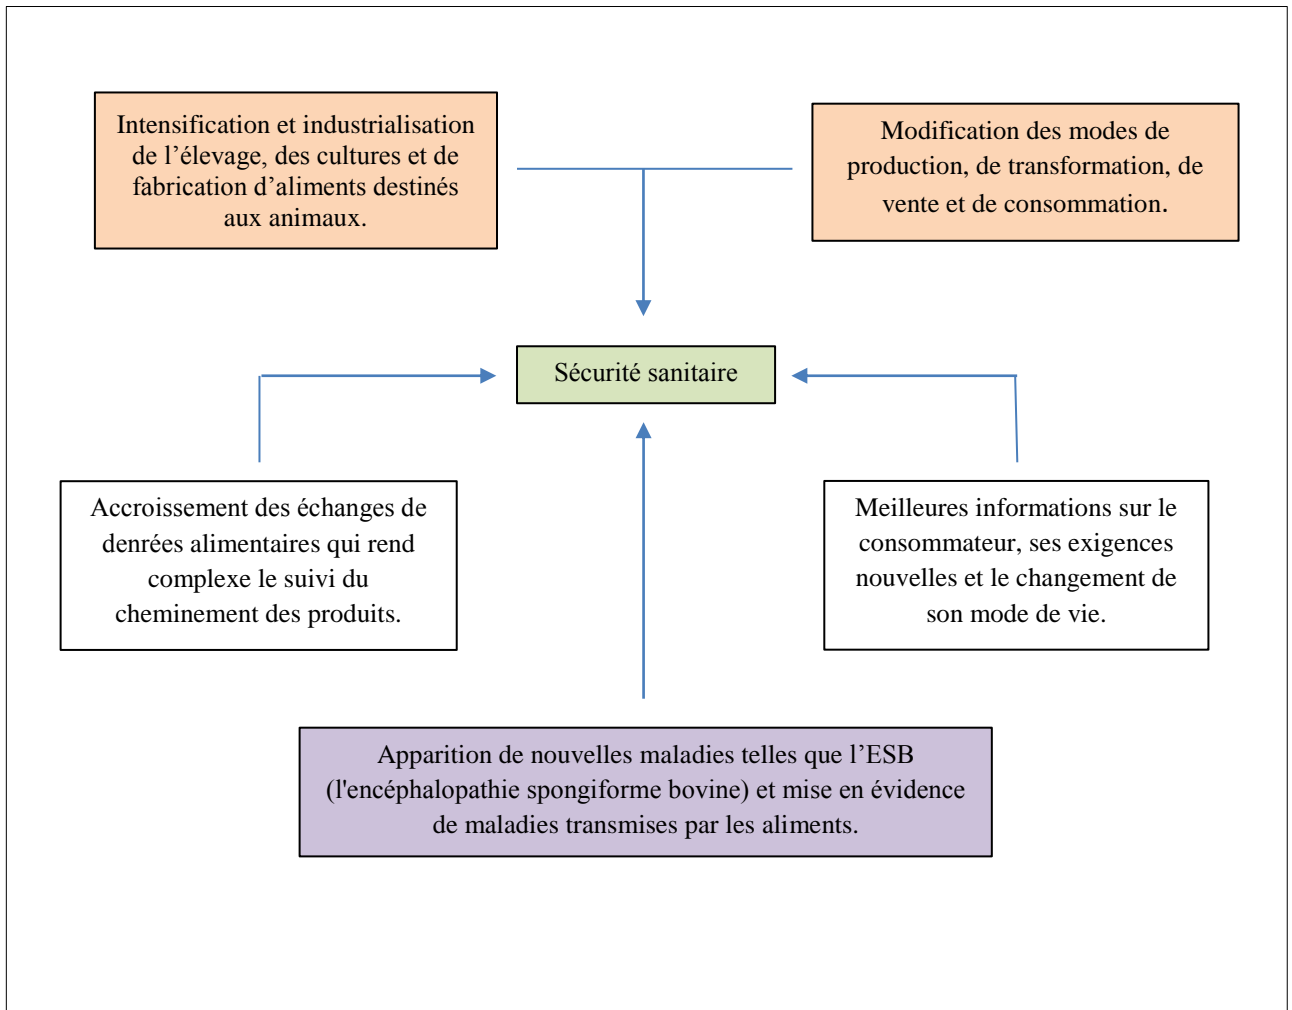 Intensification et industrialisation
de l’élevage, des cultures et de
fabrication d’aliments destinés
aux animaux.
Modification des modes de
production, de transformation, de
vente et de consommation.
Sécurité sanitaire
Accroissement des échanges de
denrées alimentaires qui rend
complexe le suivi du
cheminement des produits.
Meilleures informations sur le
consommateur, ses exigences
nouvelles et le changement de
son mode de vie.
Apparition de nouvelles maladies telles que l’ESB
(l'encéphalopathie spongiforme bovine) et mise en évidence
de maladies transmises par les aliments.